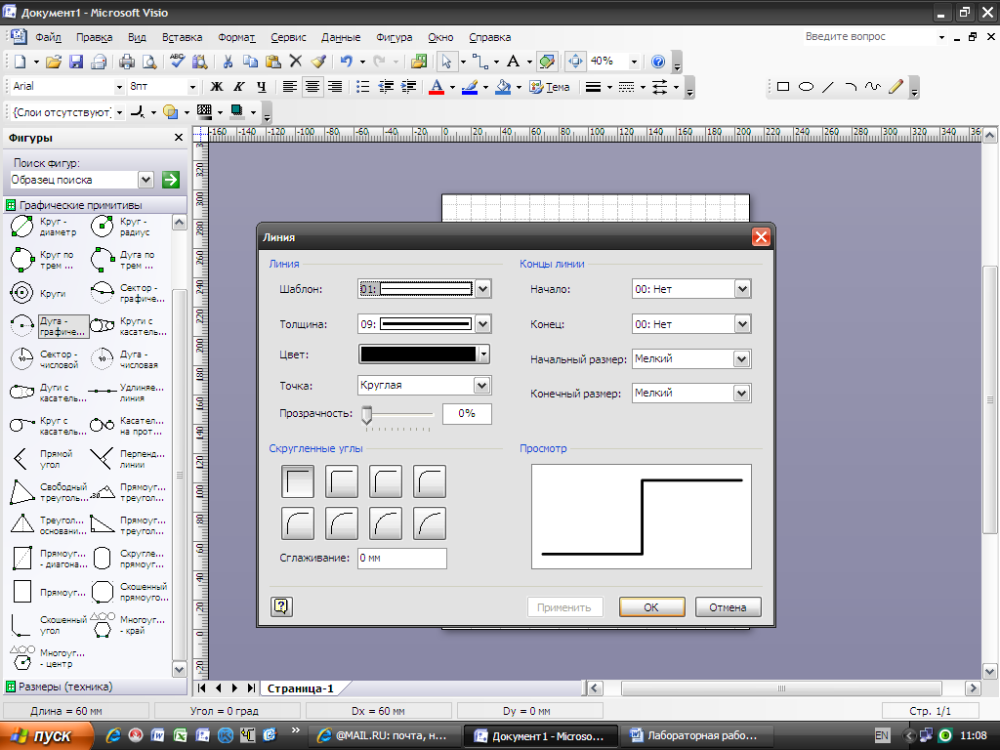 Документ1 - Microsoft Visio
Файл Правка Вид Вставка Формат Сервис Данные Фигура Окно Справка
Введите вопрос
40%
Arial 8пт Ж К Ч Тема
{Слои отсутствуют}
Фигуры
Поиск фигур:
Образец поиска
Графические примитивы
Круг - диаметр
Круг - радиус
Круг по трем ...
Дуга по трем ...
Круги
Сектор - графиче...
Дуга - графиче...
Круги с касатель...
Сектор - числовой
Дуга - числовая
Дуги с касатель...
Удлиняе... линия
Круг с касатель...
Касател... на прот...
Прямой угол
Перпенд... линии
Свободный треуголь...
Прямоуг... треугол...
Треугол... основани...
Прямоуг... треугол...
Прямоуг... - диагона...
Скругле... прямоуг...
Прямоуг...
Скошенный прямоуго...
Скошенный угол
Многоуг... - край
Многоуг... - центр
Размеры (техника)
-160 -140 -120 -100 -80 -60 -40 -20 0 20 40 60 80 100 120 140 160 180 200 220 240 260 280 300 320 340
320
300
280
260
240
220
200
180
160
140
120
100
80
60
40
20
0
-20
Линия
Линия
Шаблон: 01:
Толщина: 09:
Цвет:
Точка: Круглая
Прозрачность: 0%
Скругленные углы
Сглаживание: 0 мм
Концы линии
Начало: 00: Нет
Конец: 00: Нет
Начальный размер: Мелкий
Конечный размер: Мелкий
Просмотр
Применить ОК Отмена
Страница-1
Длина = 60 мм Угол = 0 град Dx = 60 мм Dy = 0 мм Стр. 1/1
пуск
@MAIL.RU: почта, н...
Документ1 - Microso...
Лабораторная рабо...
EN
11:08